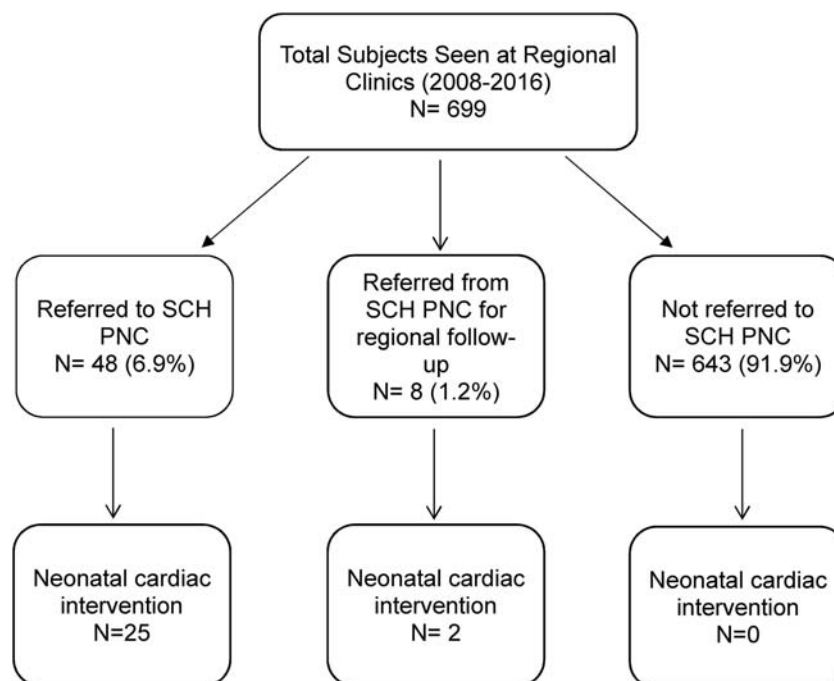 Total Subjects Seen at Regional
Clinics (2008-2016)
N= 699
Referred to SCH
PNC
N= 48 (6.9%)
Referred from
SCH PNC for
regional follow-
up
N= 8 (1.2%)
Not referred to
SCH PNC
N= 643 (91.9%)
Neonatal cardiac
intervention
N=25
Neonatal cardiac
intervention
N= 2
Neonatal cardiac
intervention
N=0